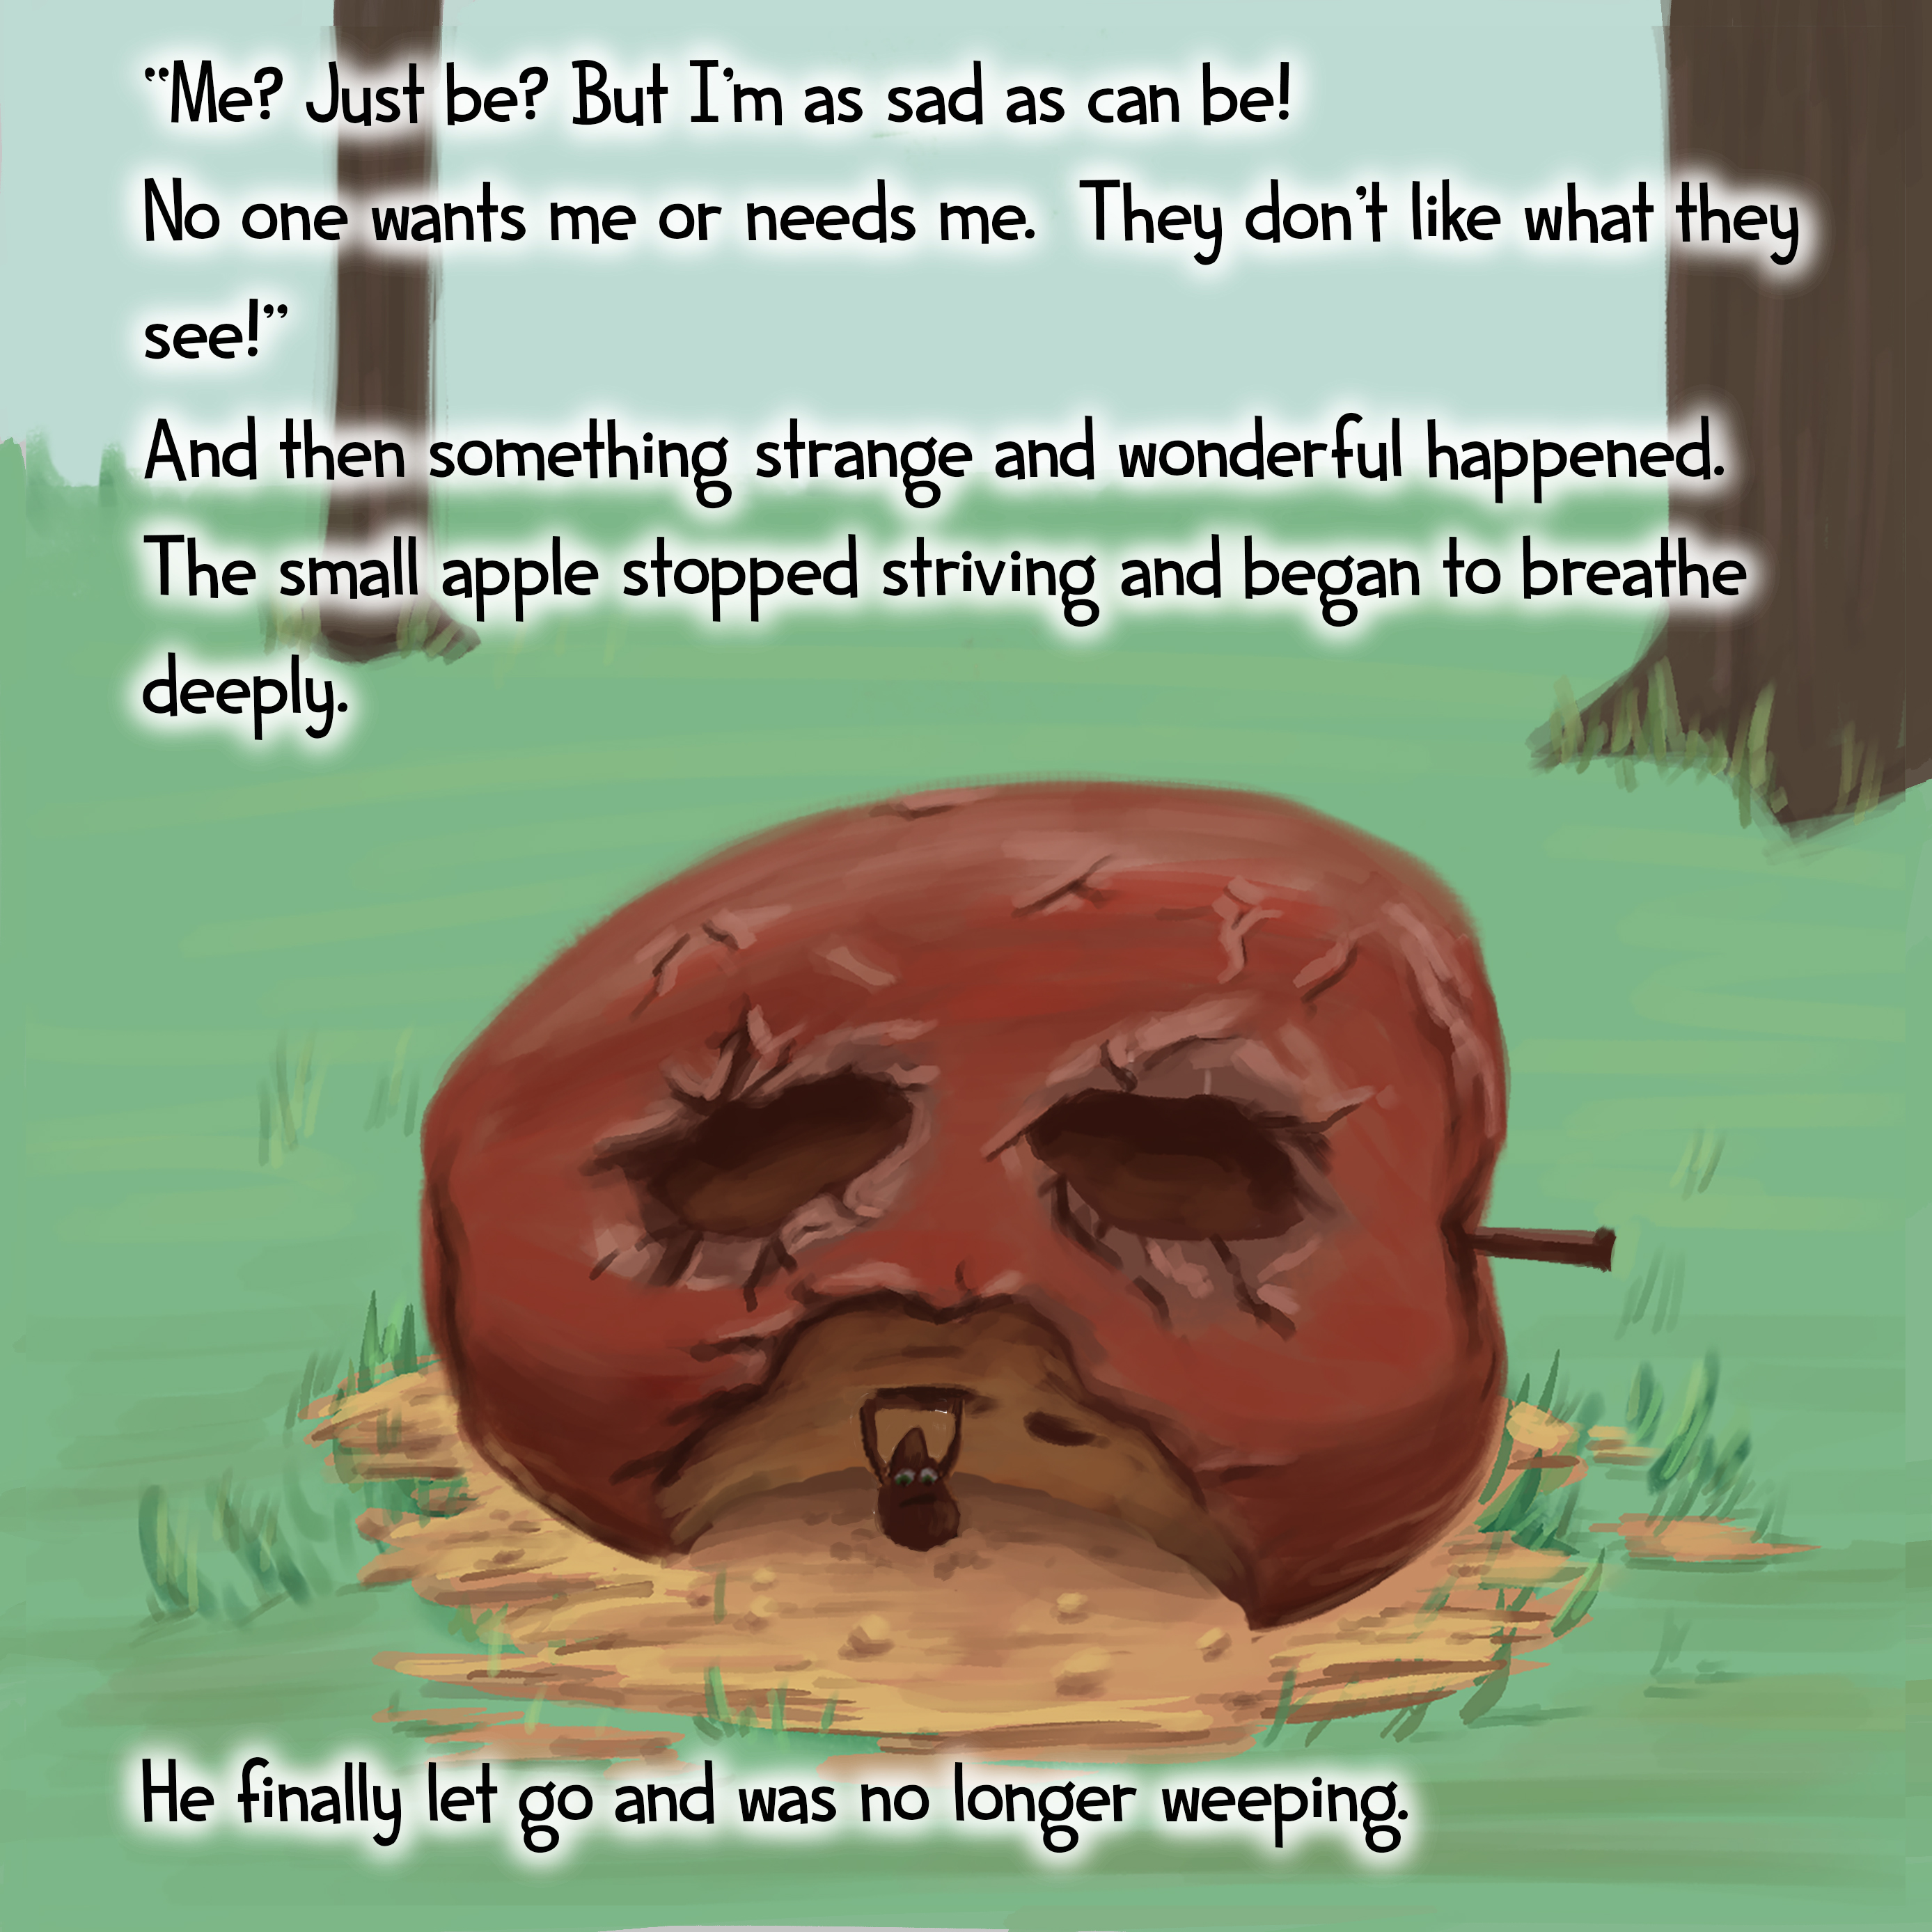 “Me? Just be? But I’m as sad as can be!
No one wants me or needs me.  They don’t like what they
see!”
And then something strange and wonderful happened.
The small apple stopped striving and began to breathe
deeply.
He finally let go and was no longer weeping.